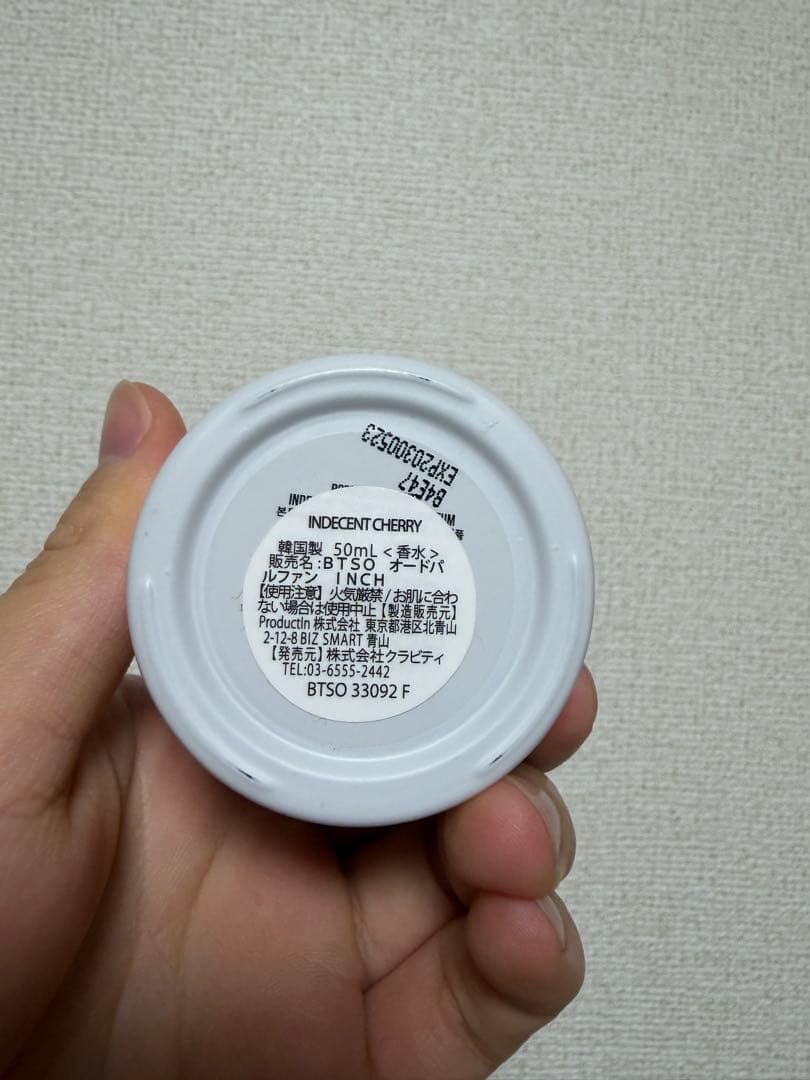 EXP20300523
B4E47
INDECENT CHERRY
韓国製 50mL＜香水＞
販売名:BTSO オードパ
ルファン INCH
【使用注意】火気厳禁/お肌に合わ
ない場合は使用中止【製造販売元】
ProductIn 株式会社 東京都港区北青山
2-12-8 BIZ SMART 青山
【発売元】株式会社クラビティ
TEL:03-6555-2442
BTSO 33092 F